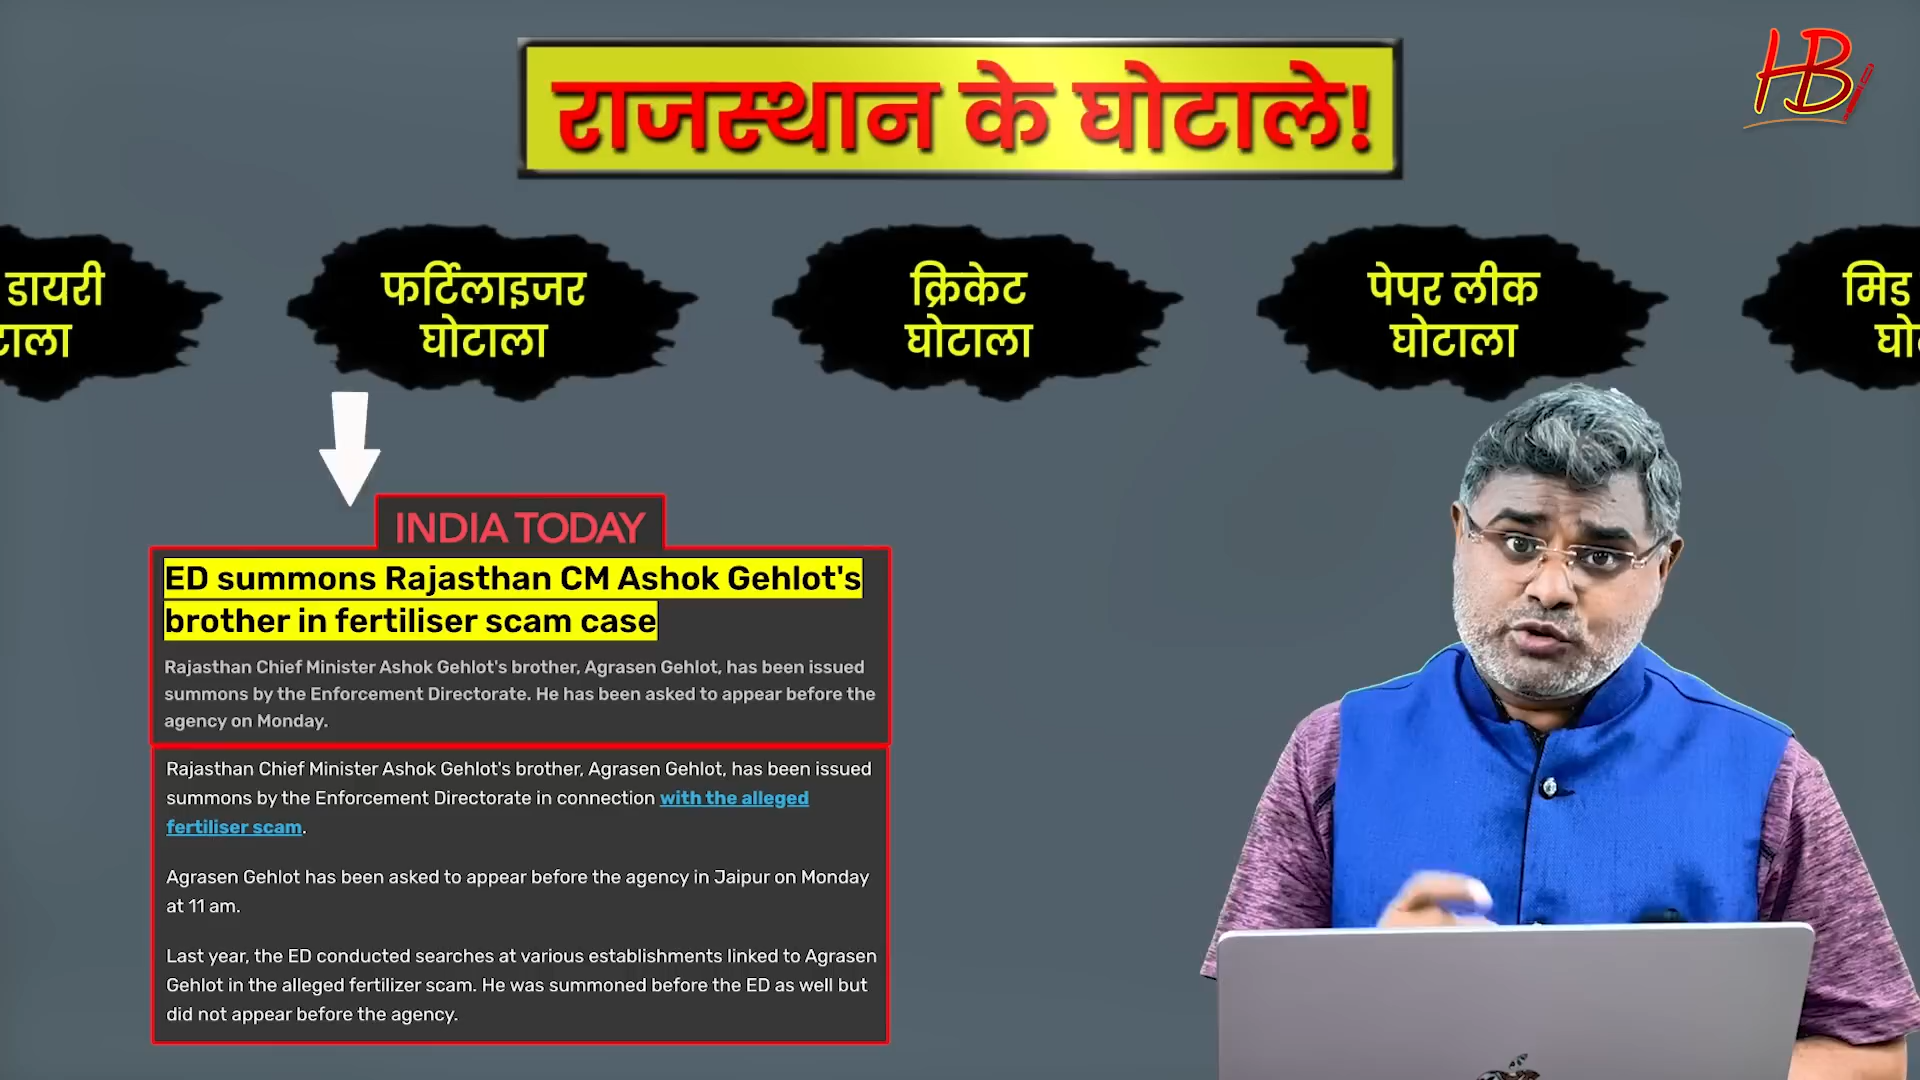 राजस्थान के घोटाले!
HB
डायरी
फर्टिलाइजर
घोटाला
क्रिकेट
घोटाला
पेपर लीक
घोटाला
मिड
INDIA TODAY
ED summons Rajasthan CM Ashok Gehlot's
brother in fertiliser scam case
Rajasthan Chief Minister Ashok Gehlot's brother, Agrasen Gehlot, has been issued
summons by the Enforcement Directorate. He has been asked to appear before the
agency on Monday.
Rajasthan Chief Minister Ashok Gehlot's brother, Agrasen Gehlot, has been issued
summons by the Enforcement Directorate in connection with the alleged
fertiliser scam.
Agrasen Gehlot has been asked to appear before the agency in Jaipur on Monday
at 11 am.
Last year, the ED conducted searches at various establishments linked to Agrasen
Gehlot in the alleged fertilizer scam. He was summoned before the ED as well but
did not appear before the agency.